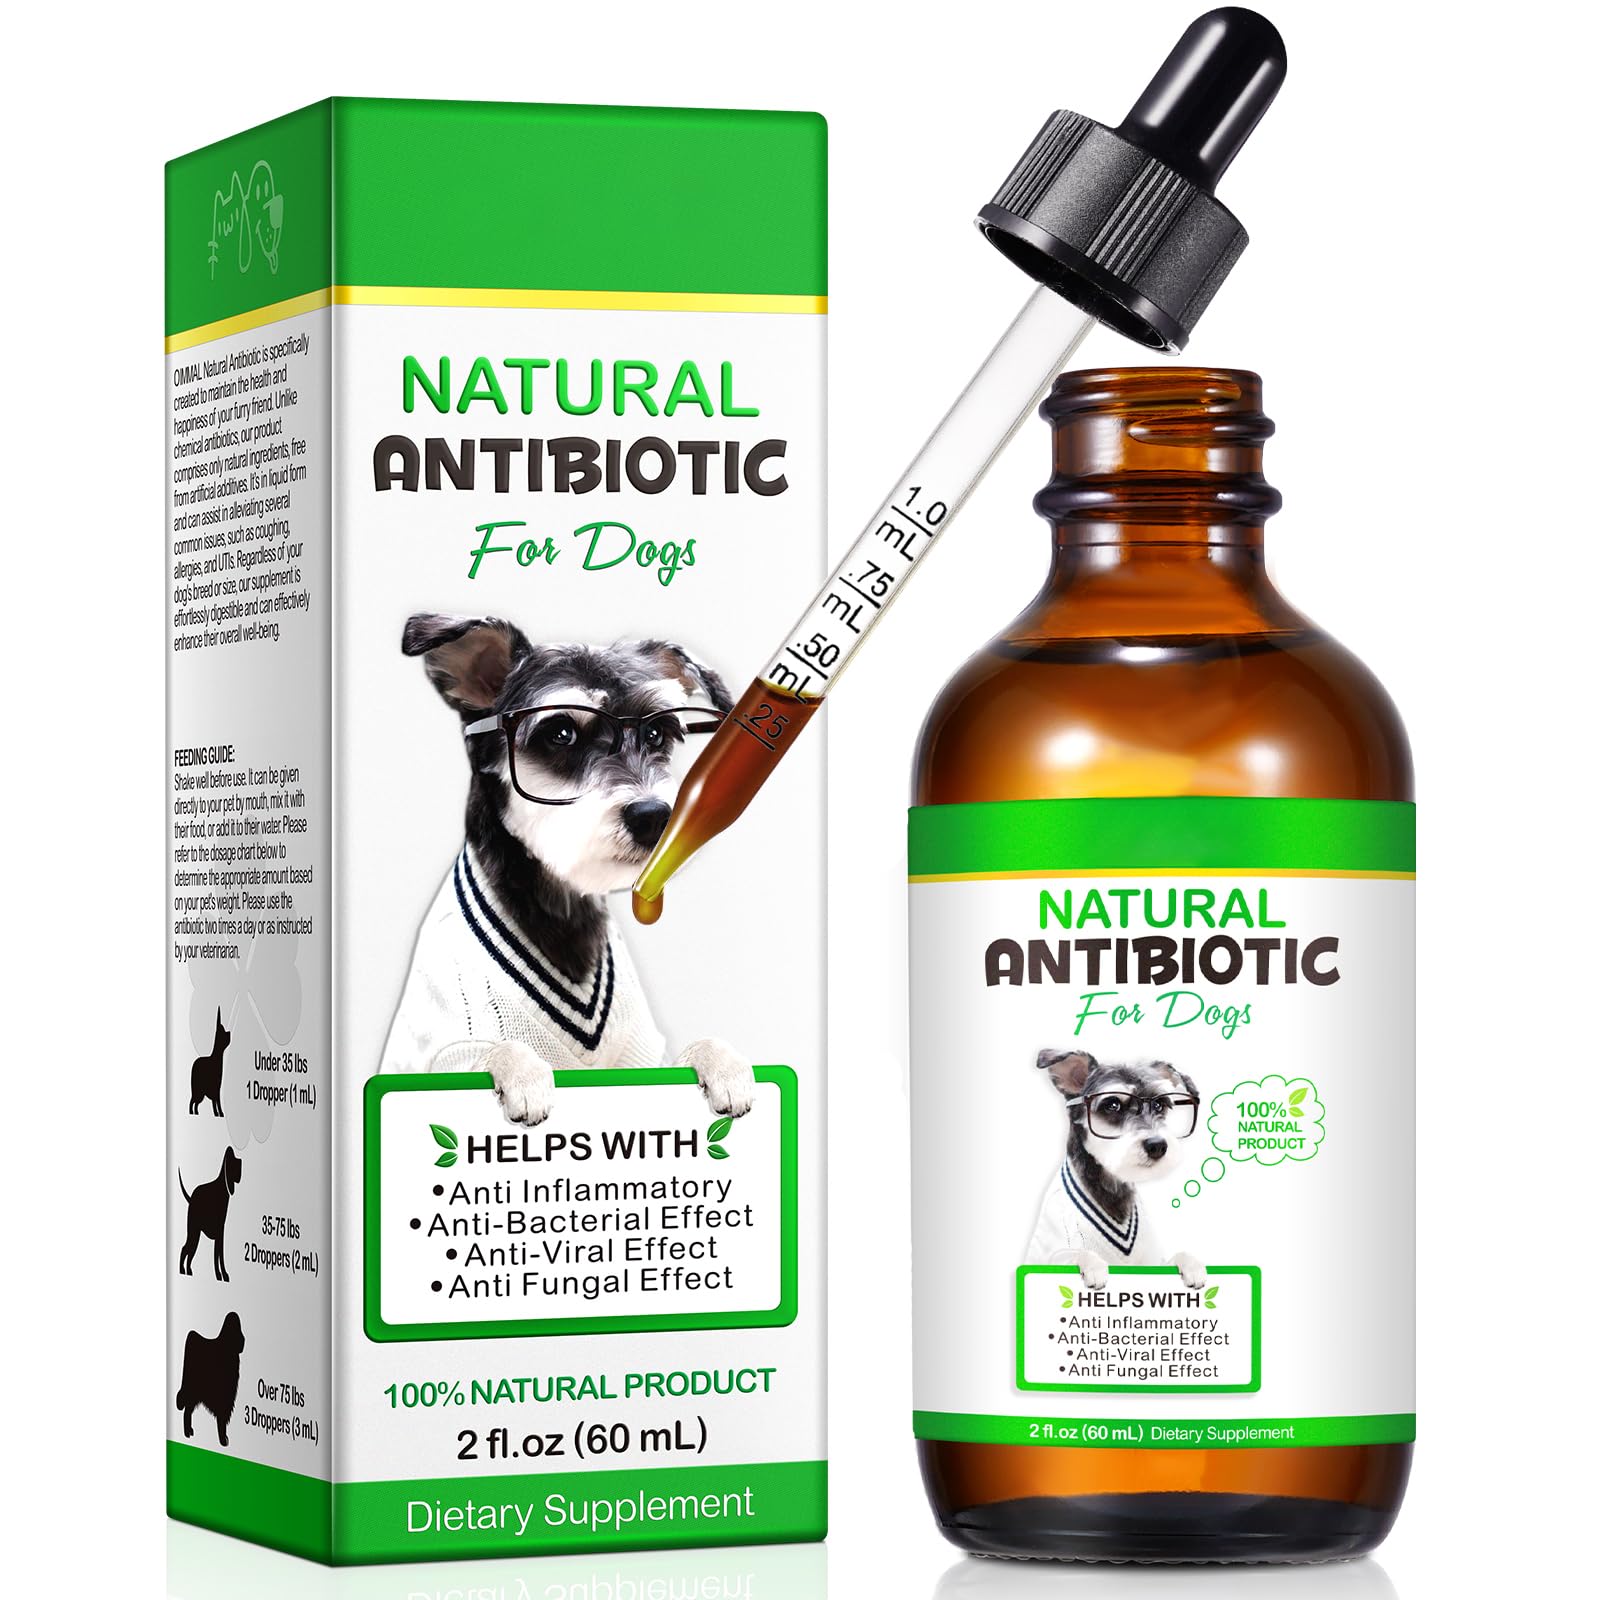 OIMMAL Natural Antibiotic is specifically
created to maintain the health and
happiness of your furry friend. Unlike
chemical antibiotics, our product
comprises only natural ingredients, free
from artificial additives. It's in liquid form
and can assist in alleviating several
common issues, such as coughing,
allergies, and UTIs. Regardless of your
dog's breed or size, our supplement is
effortlessly digestible and can effectively
enhance their overall well-being.
FEEDING GUIDE:
Shake well before use. It can be given
directly to your pet by mouth, mix it with
their food, or add it to their water. Please
refer to the dosage chart below to
determine the appropriate amount based
on your pet's weight. Please use the
antibiotic two times a day or as instructed
by your veterinarian.
Under 35 lbs
1 Dropper (1 mL)
35-75 lbs
2 Droppers (2 mL)
Over 75 lbs
3 Droppers (3 mL)
NATURAL
ANTIBIOTIC
For Dogs
HELPS WITH
•Anti Inflammatory
•Anti-Bacterial Effect
•Anti-Viral Effect
•Anti Fungal Effect
100% NATURAL PRODUCT
2 fl.oz (60 mL)
Dietary Supplement
1.0
mL
.75
mL
.50
mL
.25
NATURAL
ANTIBIOTIC
For Dogs
100%
NATURAL
PRODUCT
HELPS WITH
•Anti Inflammatory
•Anti-Bacterial Effect
•Anti-Viral Effect
•Anti Fungal Effect
2 fl.oz (60 mL) Dietary Supplement